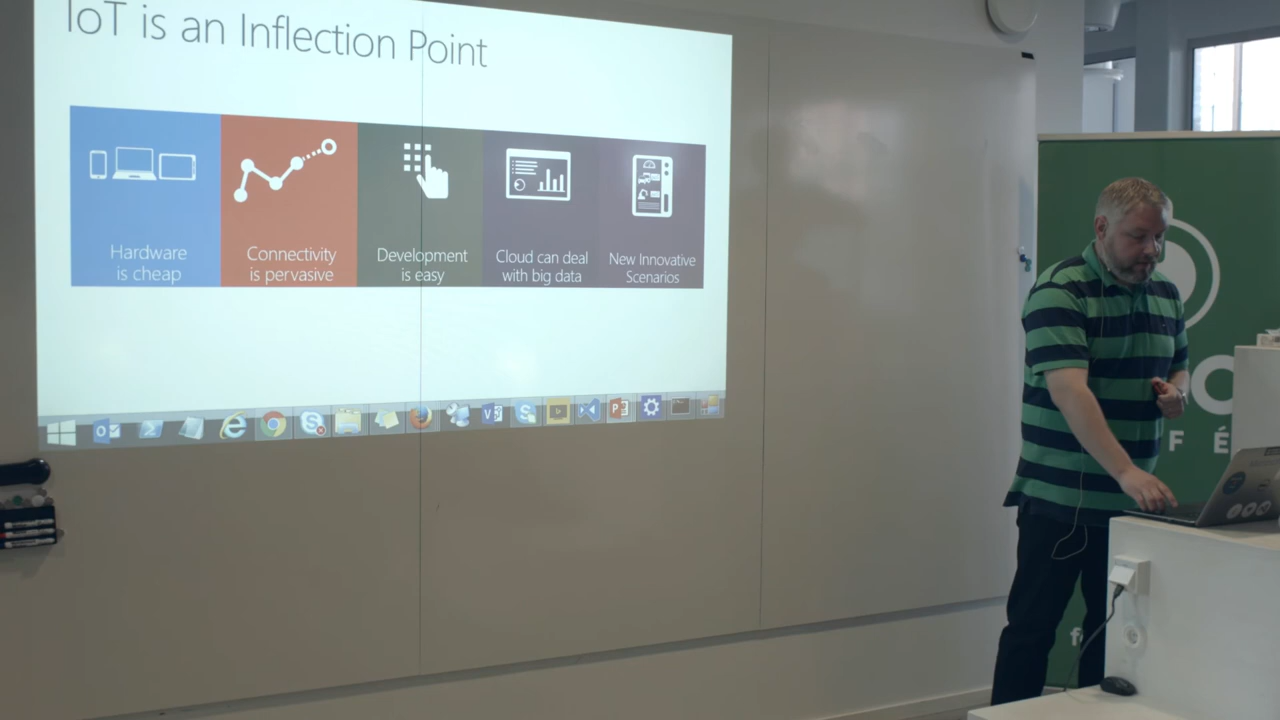 IoT is an Inflection Point
Hardware
is cheap
Connectivity
is pervasive
Development
is easy
Cloud can deal
with big data
New Innovative
Scenarios
F É
f